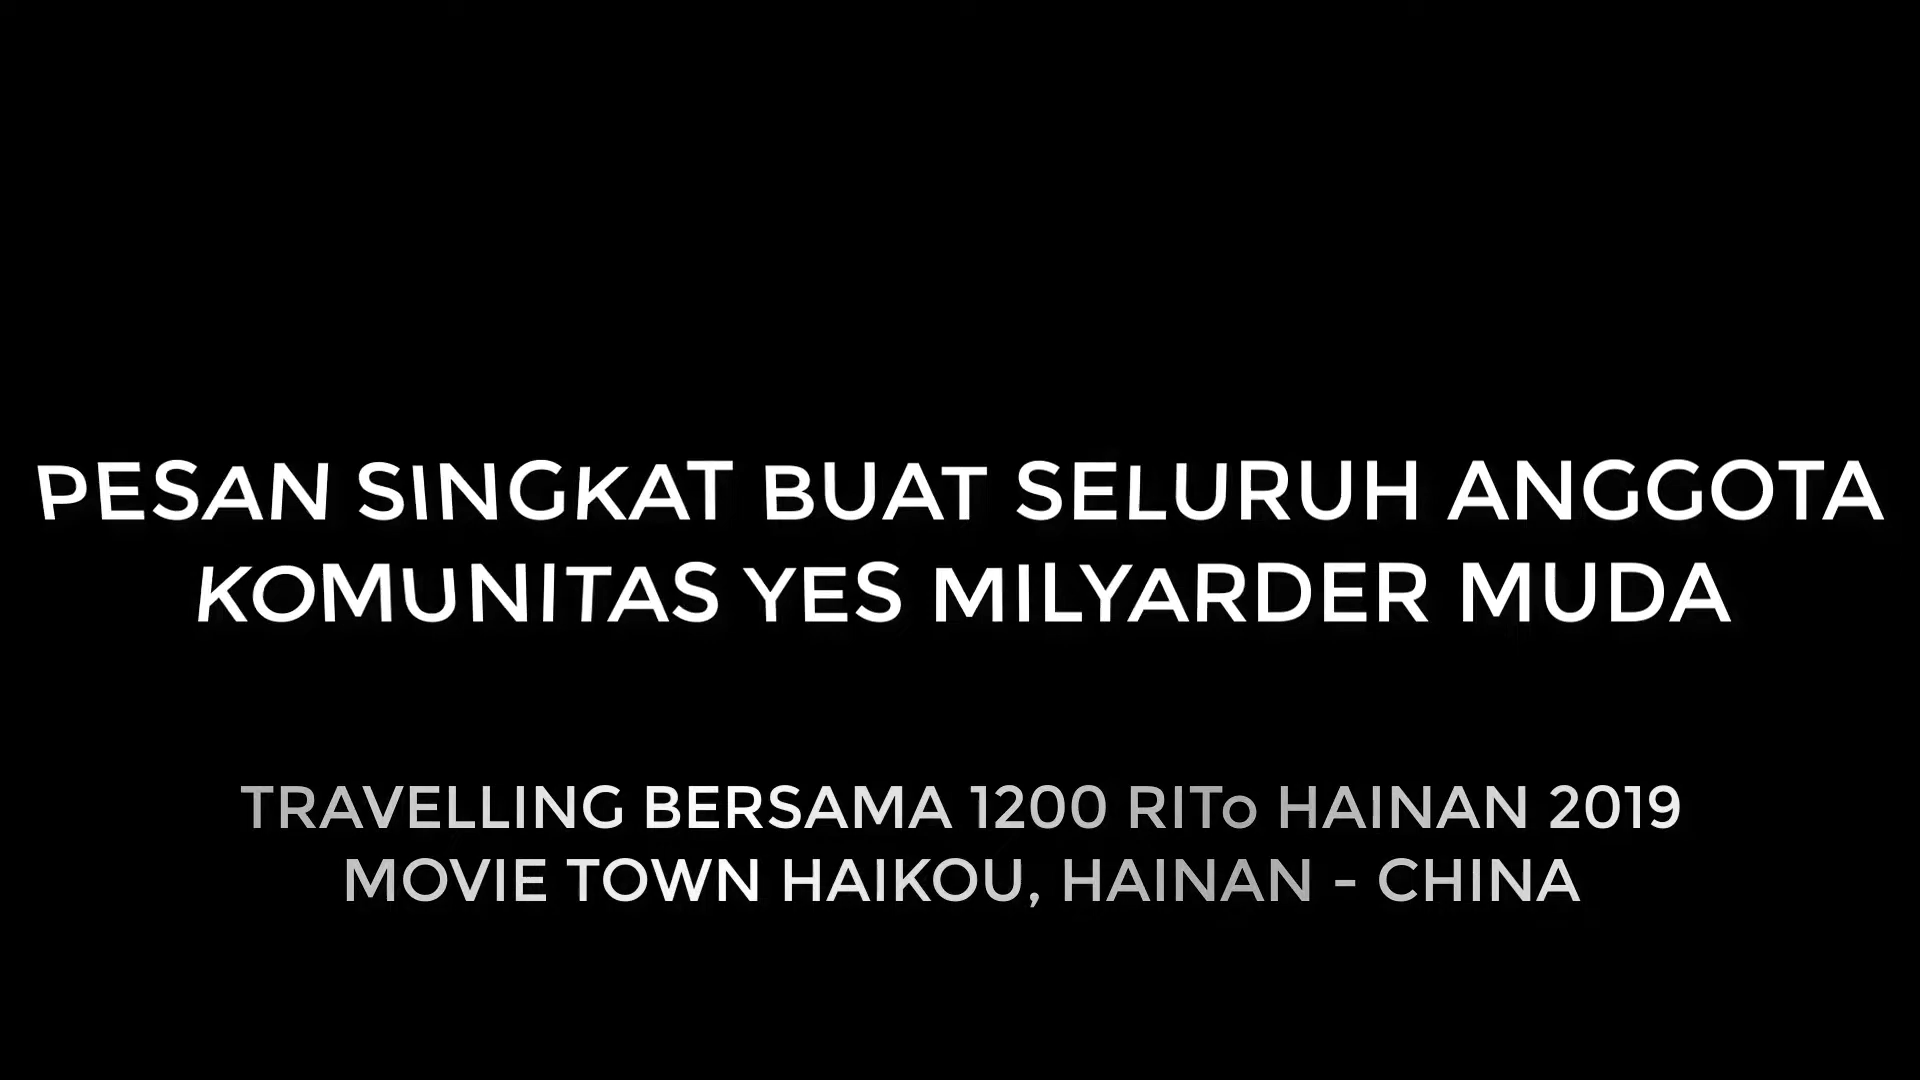 PESAN SINGKAT BUAT SELURUH ANGGOTA
KOMUNITAS YES MILYARDER MUDA
TRAVELLING BERSAMA 1200 RITo HAINAN 2019
MOVIE TOWN HAIKOU, HAINAN - CHINA